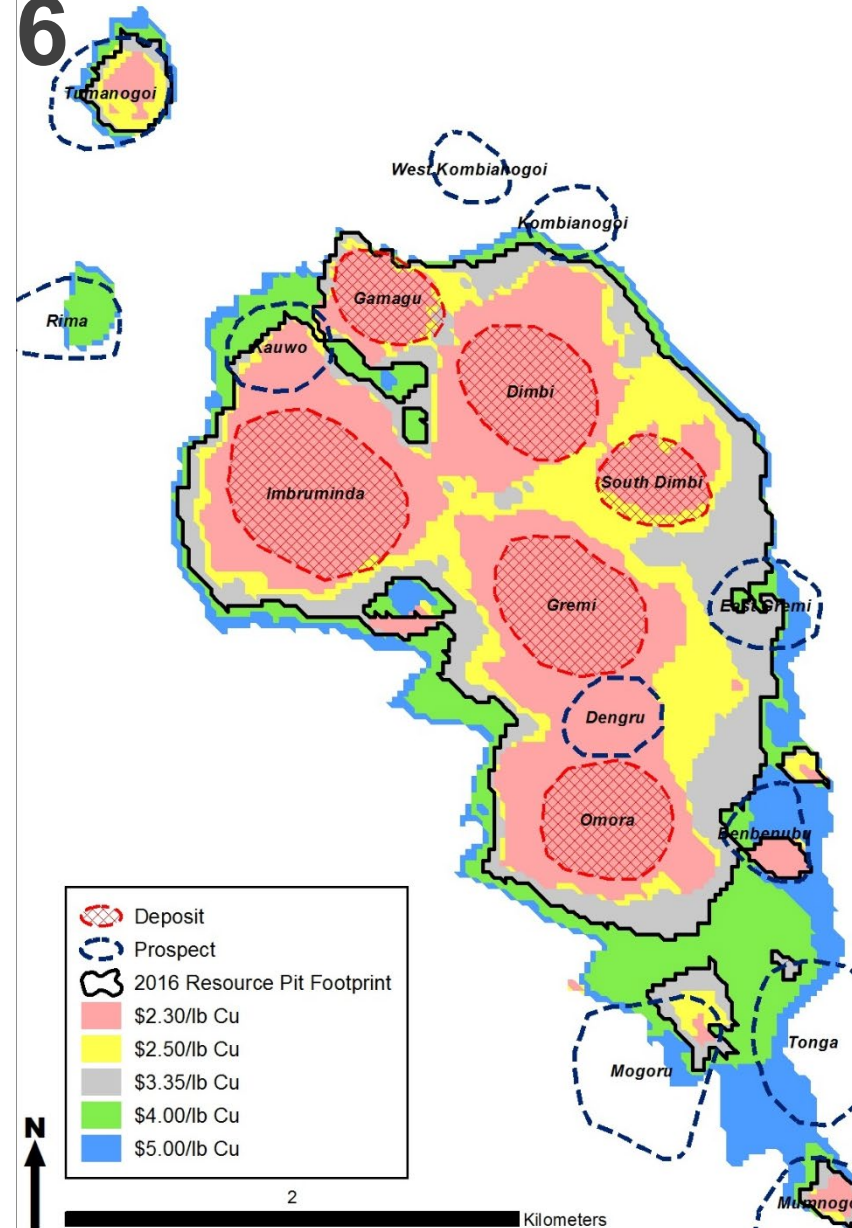 6
Tumanogoi
West Kombianogoi
Kombianogoi
Gamagu
Rima
Kauwo
Dimbi
South Dimbi
Imbruminda
Gremi
East Gremi
Dengru
Omora
Benbenubu
Deposit
Prospect
2016 Resource Pit Footprint
$2.30/lb Cu
$2.50/lb Cu
$3.35/lb Cu
$4.00/lb Cu
$5.00/lb Cu
Tonga
Mogoru
N
2
Kilometers
Mumnogo